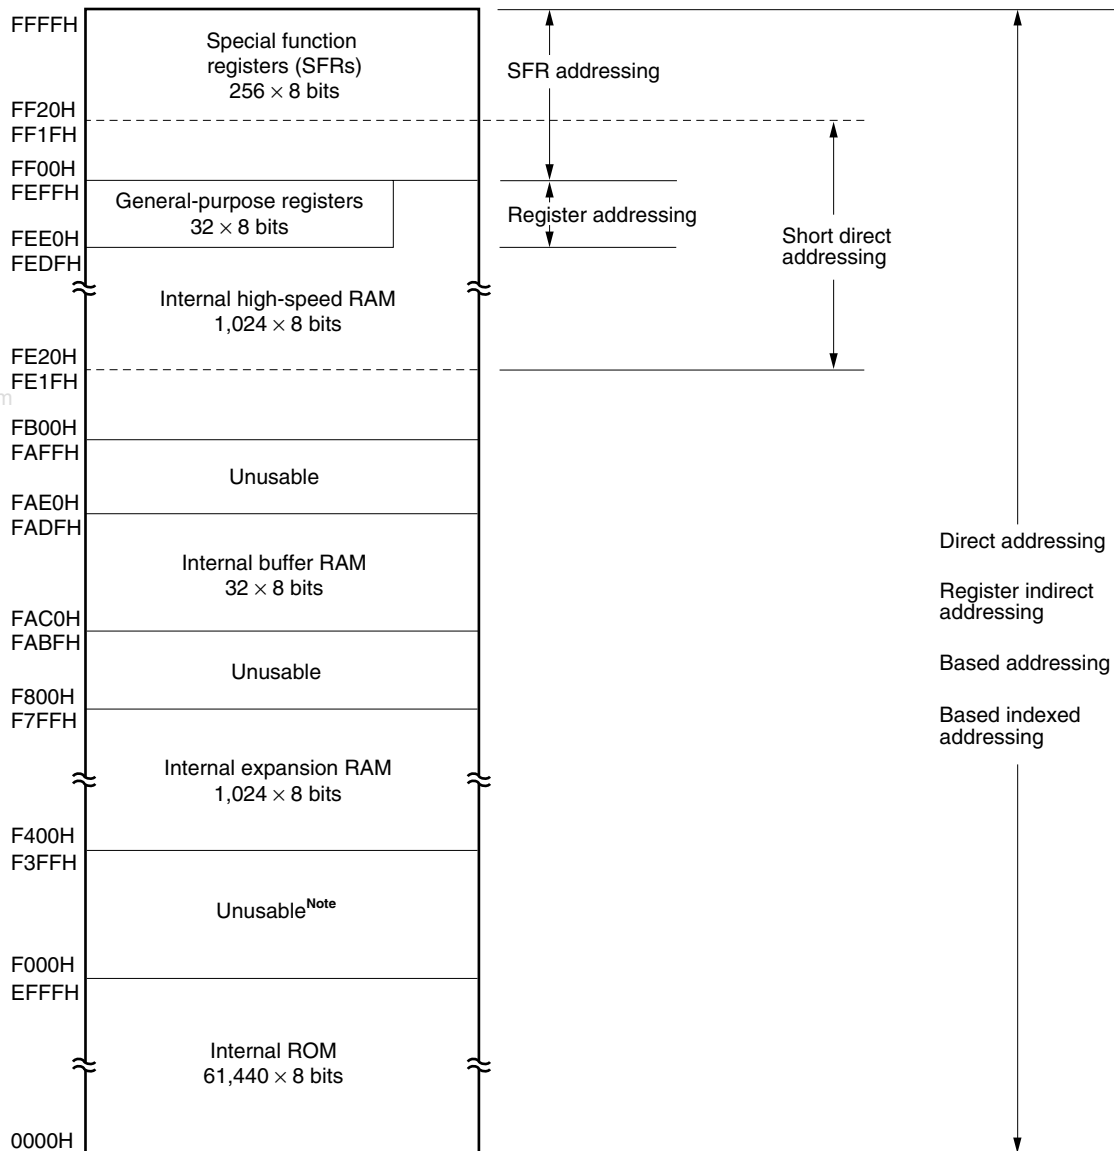 FFFFH
Special function
registers (SFRs)
256 × 8 bits
SFR addressing
FF20H
FF1FH
FF00H
FEFFH
General-purpose registers
32 × 8 bits
Register addressing
Short direct
addressing
FEE0H
FEDFH
Internal high-speed RAM
1,024 × 8 bits
FE20H
FE1FH
m
FB00H
FAFFH
Unusable
FAE0H
FADFH
Internal buffer RAM
32 × 8 bits
Direct addressing
Register indirect
addressing
Based addressing
Based indexed
addressing
FAC0H
FABFH
Unusable
F800H
F7FFH
Internal expansion RAM
1,024 × 8 bits
F400H
F3FFH
Unusable Note
F000H
EFFFH
Internal ROM
61,440 × 8 bits
0000H